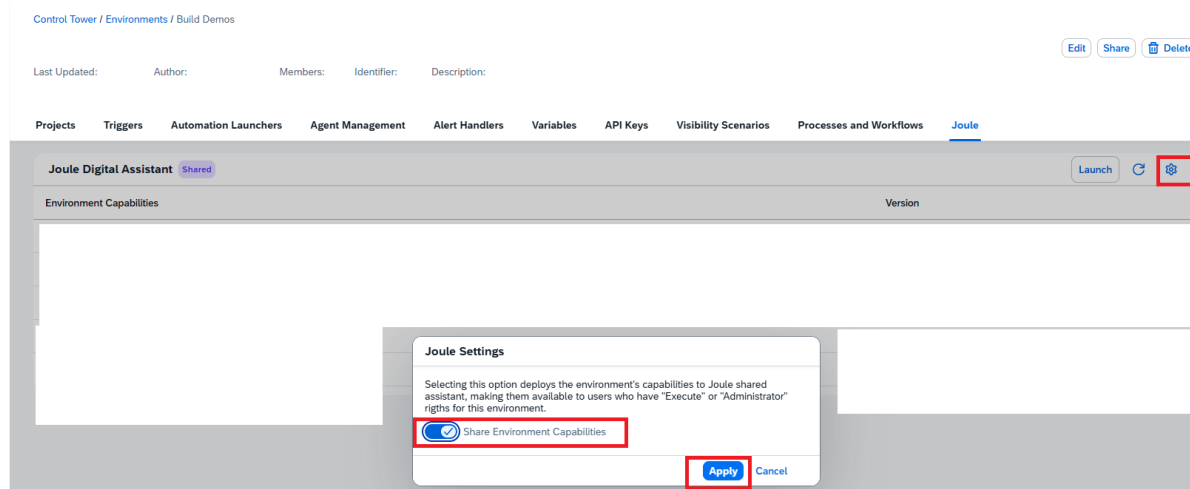 Control Tower / Environments / Build Demos
Edit Share Delete
Last Updated: Author: Members: Identifier: Description:
Projects Triggers Automation Launchers Agent Management Alert Handlers Variables API Keys Visibility Scenarios Processes and Workflows Joule
Joule Digital Assistant Shared Launch
Environment Capabilities Version
Joule Settings
Selecting this option deploys the environment's capabilities to Joule shared
assistant, making them available to users who have "Execute" or "Administrator"
rigths for this environment.
Share Environment Capabilities
Apply Cancel